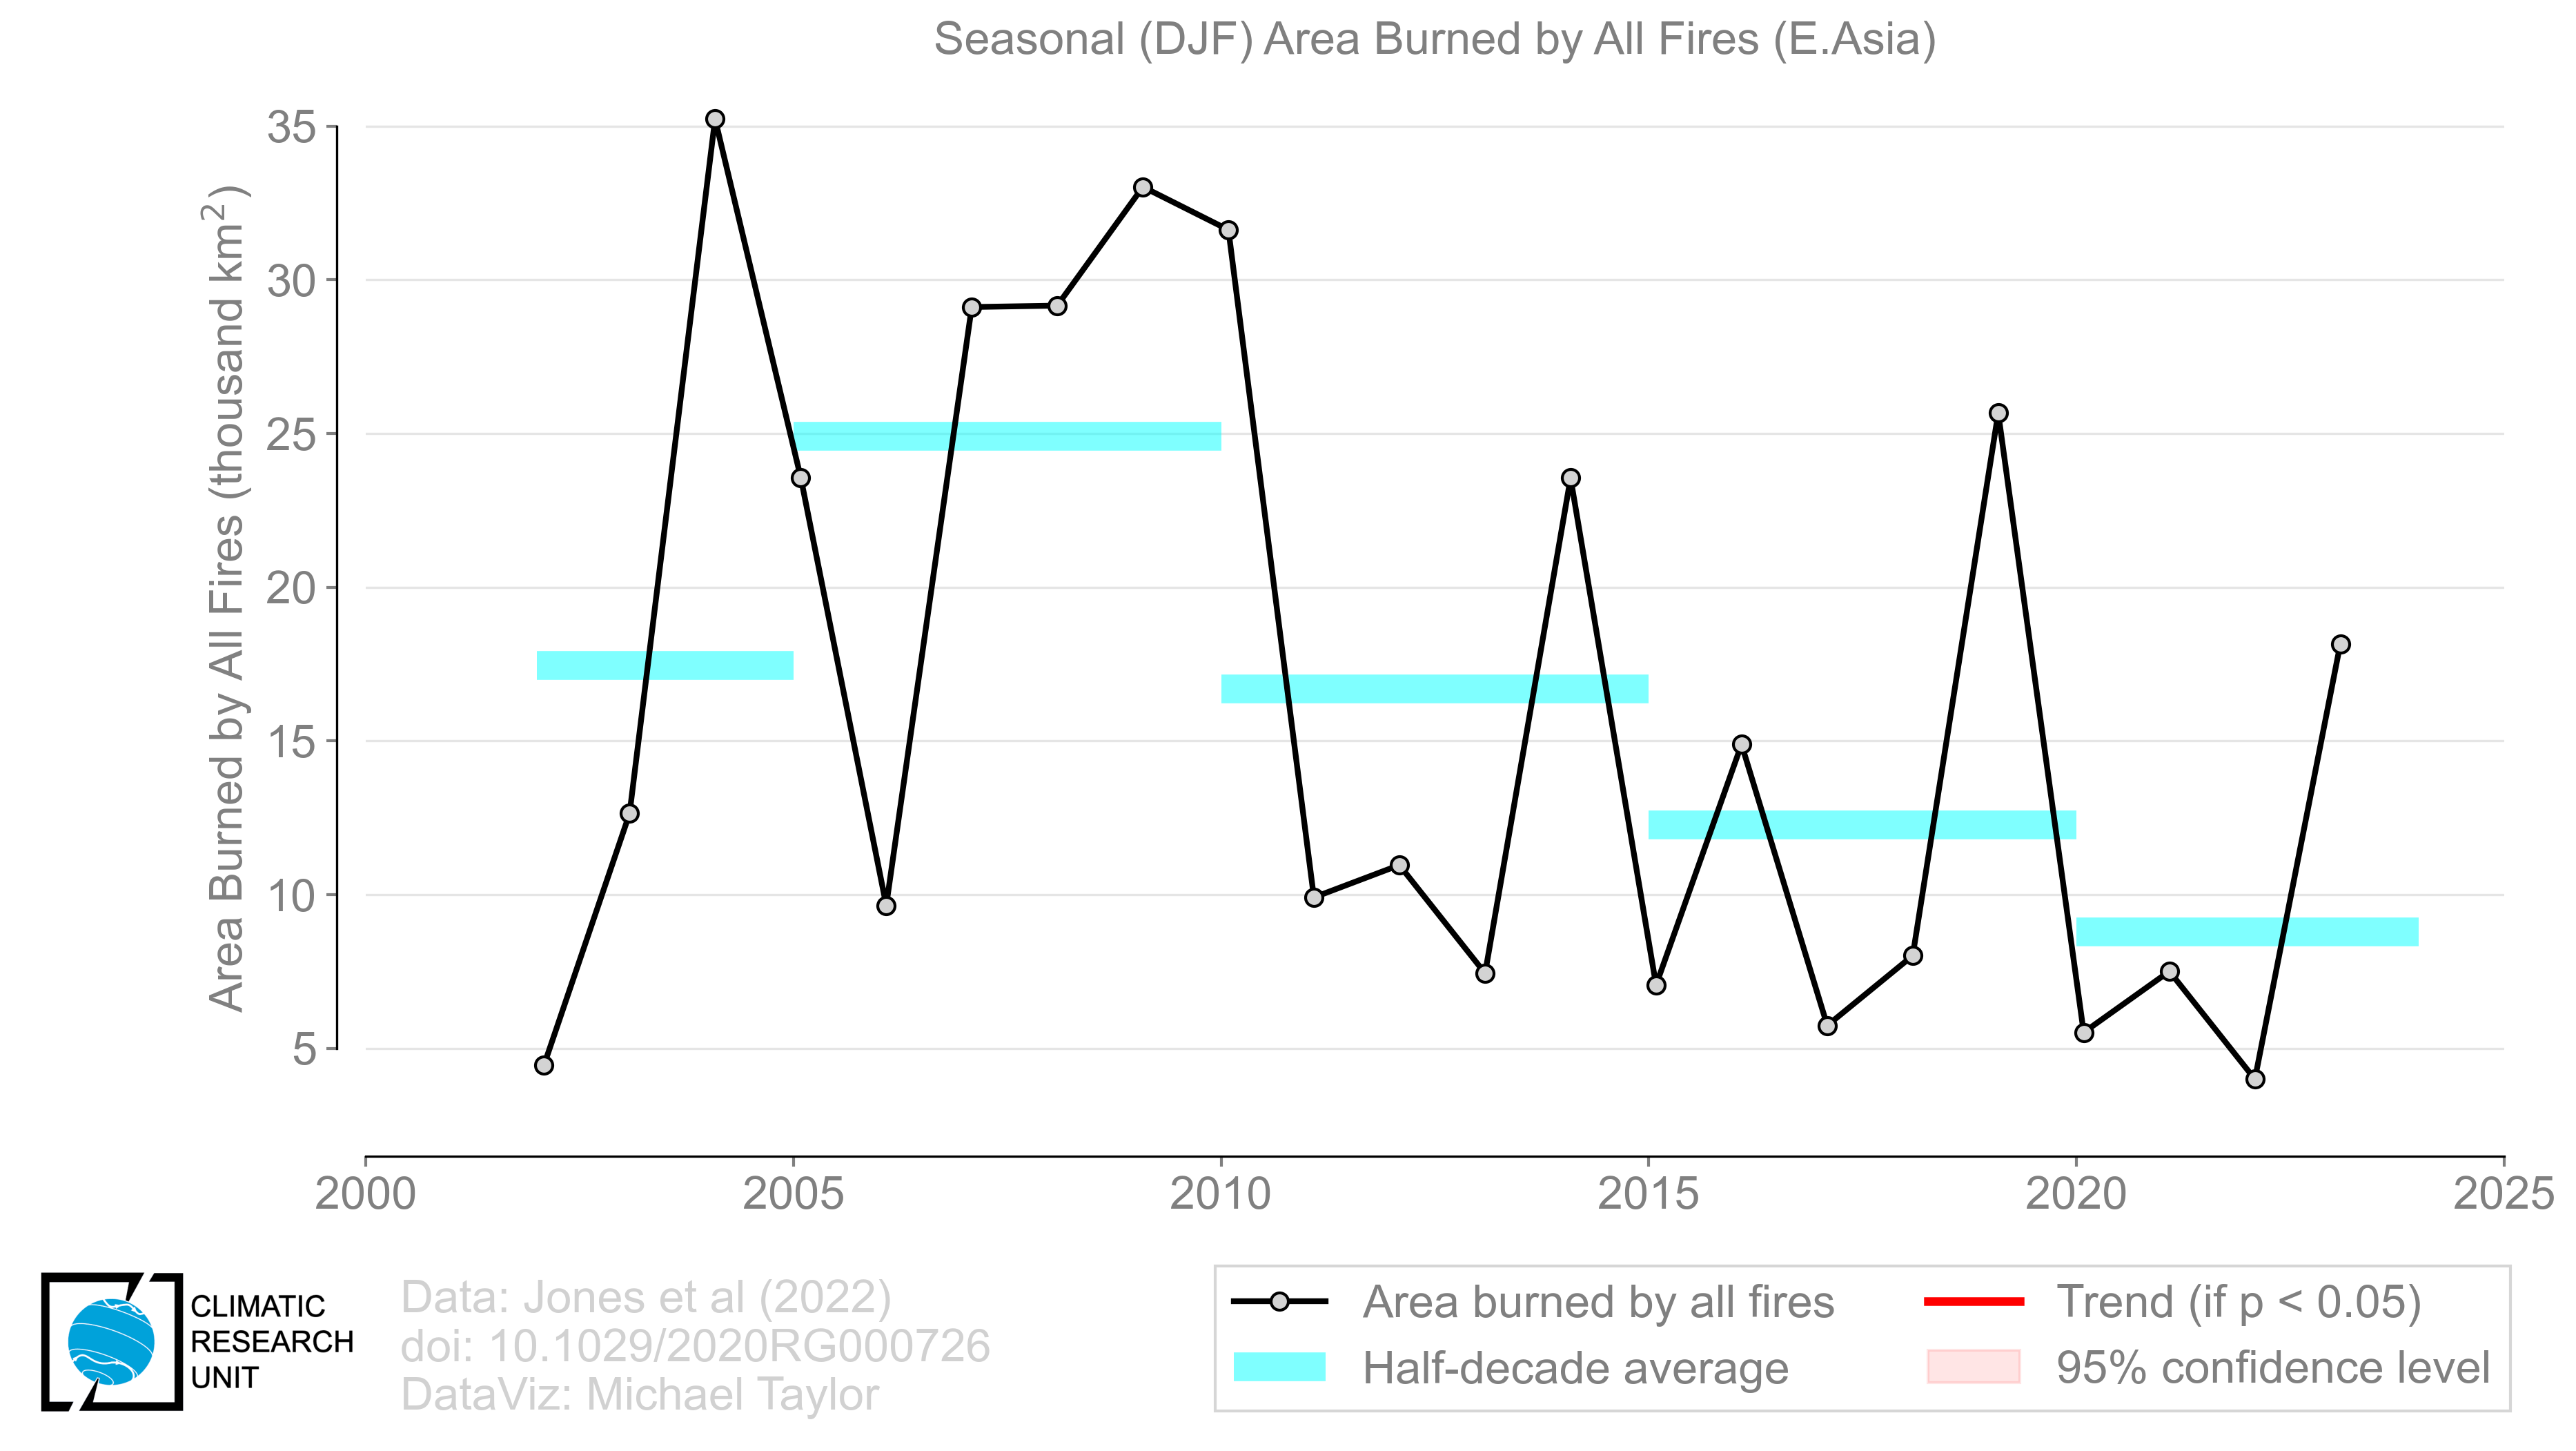 Seasonal (DJF) Area Burned by All Fires (E.Asia)
Area Burned by All Fires (thousand km²)
35
30
25
20
15
10
5
2000 2005 2010 2015 2020 2025
CLIMATIC
RESEARCH
UNIT
Data: Jones et al (2022)
doi: 10.1029/2020RG000726
DataViz: Michael Taylor
Area burned by all fires
Half-decade average
Trend (if p < 0.05)
95% confidence level